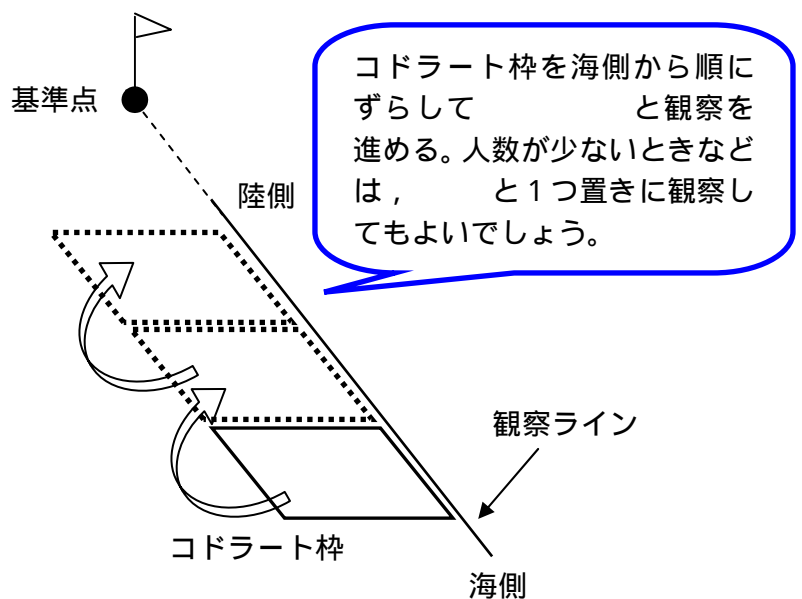 基準点
陸側
コドラート枠を海側から順に
ずらして　　　　　と観察を
進める。人数が少ないときなど
は，　　　と１つ置きに観察し
てもよいでしょう。
観察ライン
コドラート枠
海側